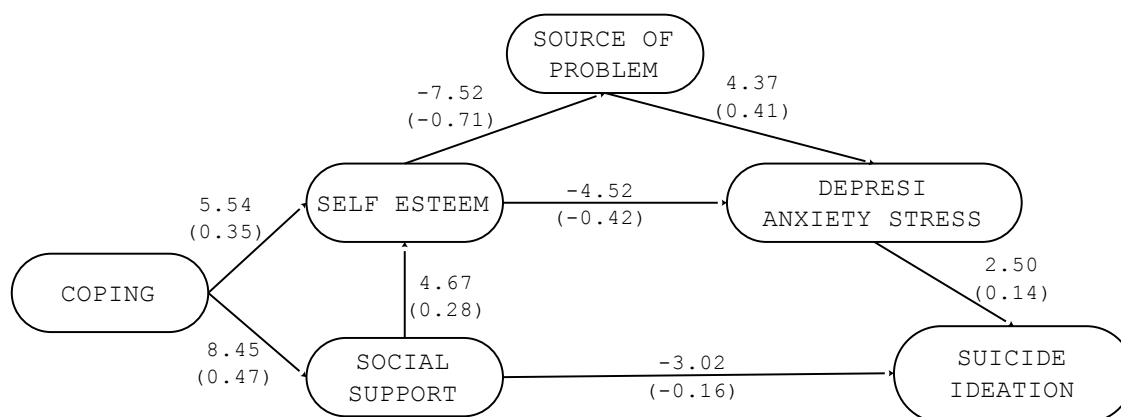 SOURCE OF
PROBLEM
-7.52
(-0.71)
4.37
(0.41)
SELF ESTEEM
-4.52
(-0.42)
DEPRESI
ANXIETY STRESS
5.54
(0.35)
COPING
4.67
(0.28)
2.50
(0.14)
8.45
(0.47)
SOCIAL
SUPPORT
-3.02
(-0.16)
SUICIDE
IDEATION